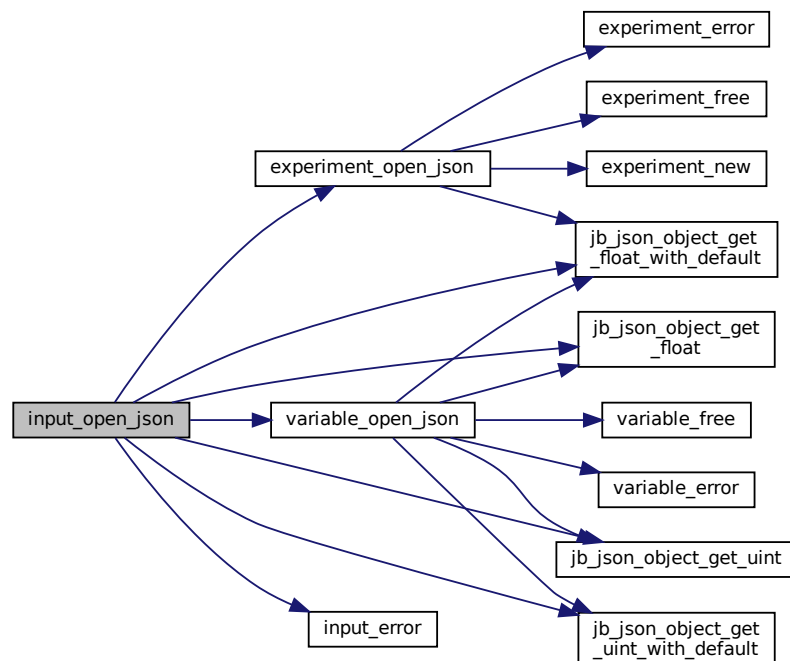 experiment_error
experiment_free
experiment_open_json
experiment_new
jb_json_object_get
_float_with_default
jb_json_object_get
_float
input_open_json
variable_open_json
variable_free
variable_error
jb_json_object_get_uint
input_error
jb_json_object_get
_uint_with_default